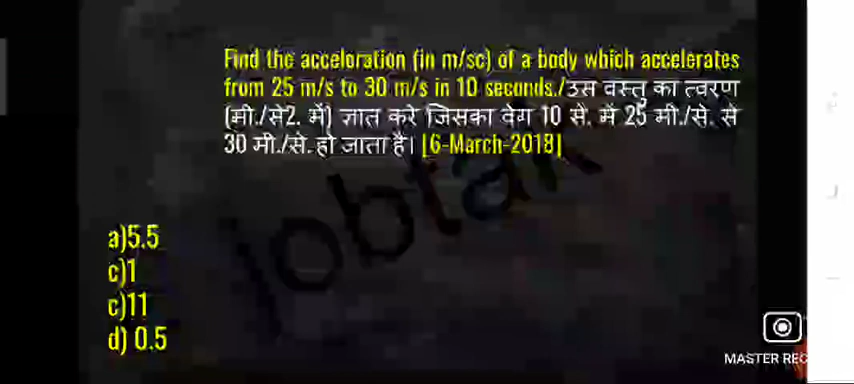 Find the acceleration (in m/sc) of a body which accelerates
from 25 m/s to 30 m/s in 10 seconds./उस वस्तु का त्वरण
(मी./से2. में) ज्ञात करे जिसका वेग 10 से. में 25 मी./से. से
30 मी./से. हो जाता है। [6-March-2018]
a)5.5
c)1
c)11
d) 0.5
MASTER REC